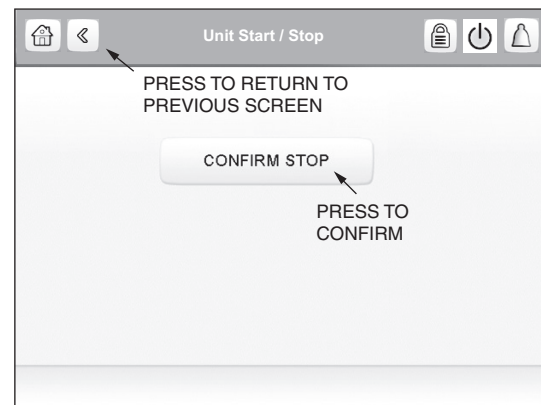 Unit Start / Stop
PRESS TO RETURN TO
PREVIOUS SCREEN
CONFIRM STOP
PRESS TO
CONFIRM